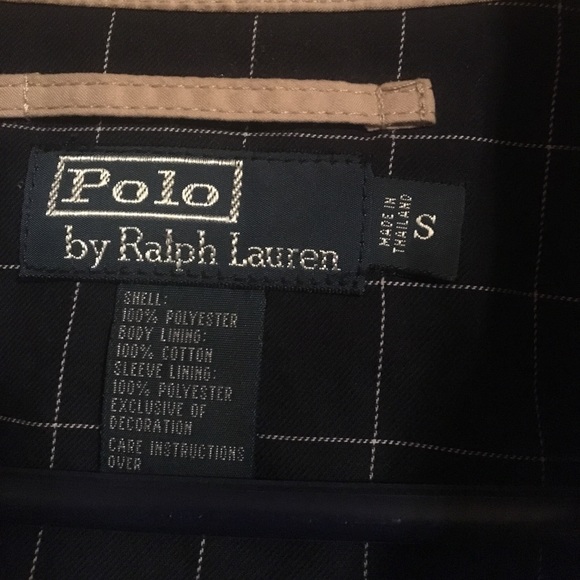 Polo
by Ralph Lauren
MADE IN
THAILAND
S
SHELL:
100% POLYESTER
BODY LINING:
100% COTTON
SLEEVE LINING:
100% POLYESTER
EXCLUSIVE OF
DECORATION
CARE INSTRUCTIONS
OVER